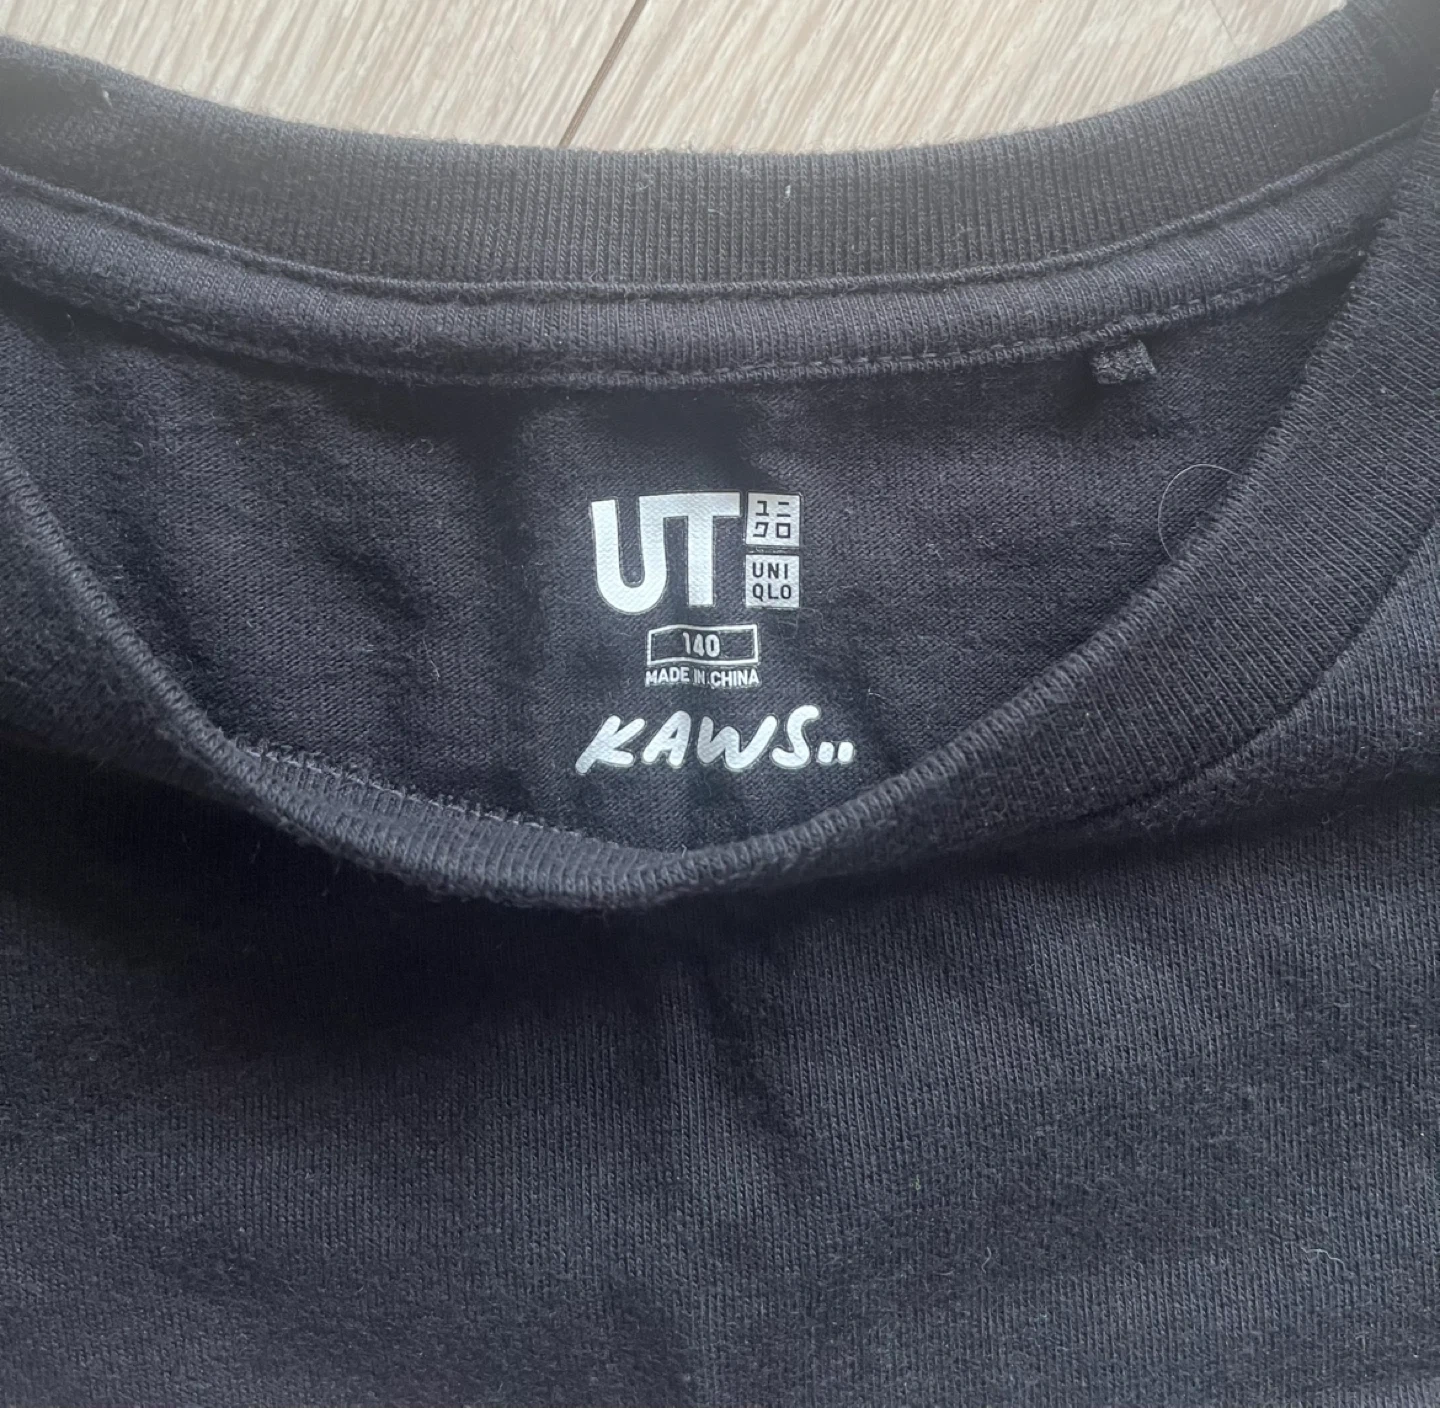 UT
ユニ
クロ
UNI
QLO
140
MADE IN CHINA
KAWS..